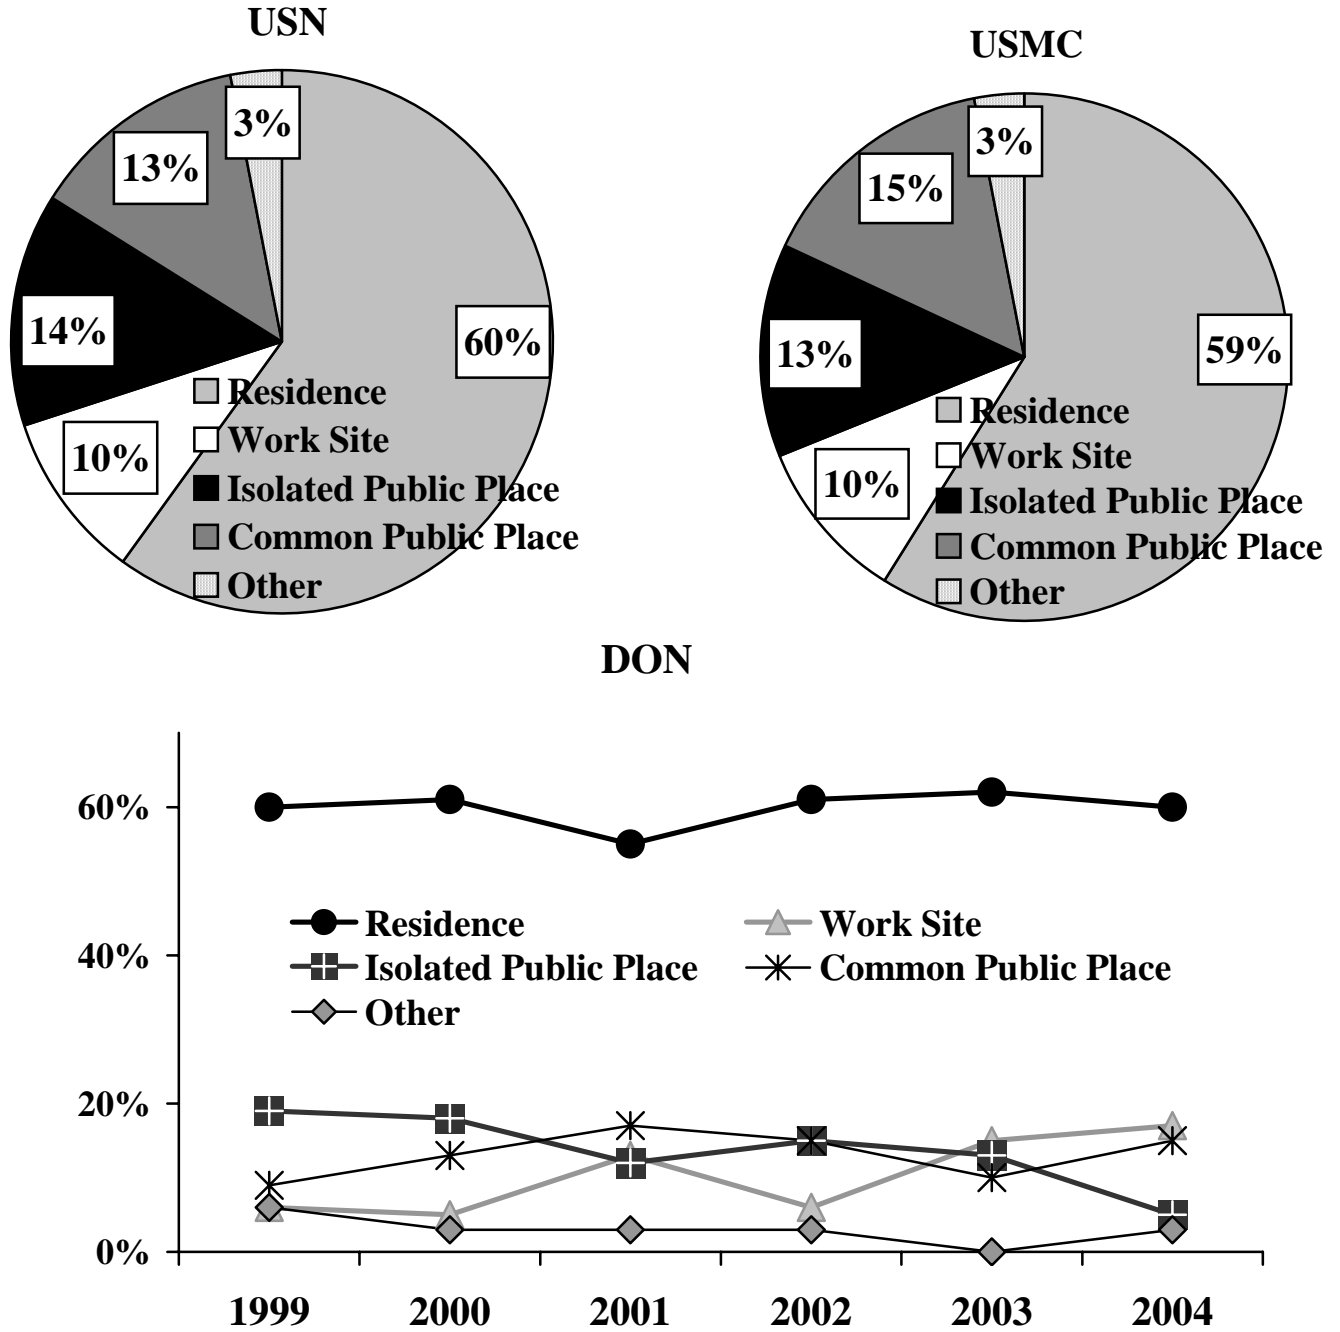 USN
3%
13%
14%
60%
10%
Residence
Work Site
Isolated Public Place
Common Public Place
Other
USMC
3%
15%
13%
59%
10%
Residence
Work Site
Isolated Public Place
Common Public Place
Other
DON
60%
40%
20%
0%
Residence
Work Site
Isolated Public Place
Common Public Place
Other
1999 2000 2001 2002 2003 2004